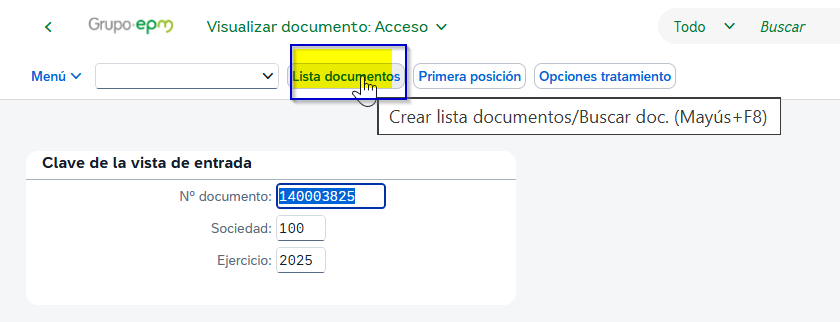 Grupo·epm Visualizar documento: Acceso Todo Buscar
Menú Lista documentos Primera posición Opciones tratamiento
Crear lista documentos/Buscar doc. (Mayús+F8)
Clave de la vista de entrada
Nº documento: 140003825
Sociedad: 100
Ejercicio: 2025